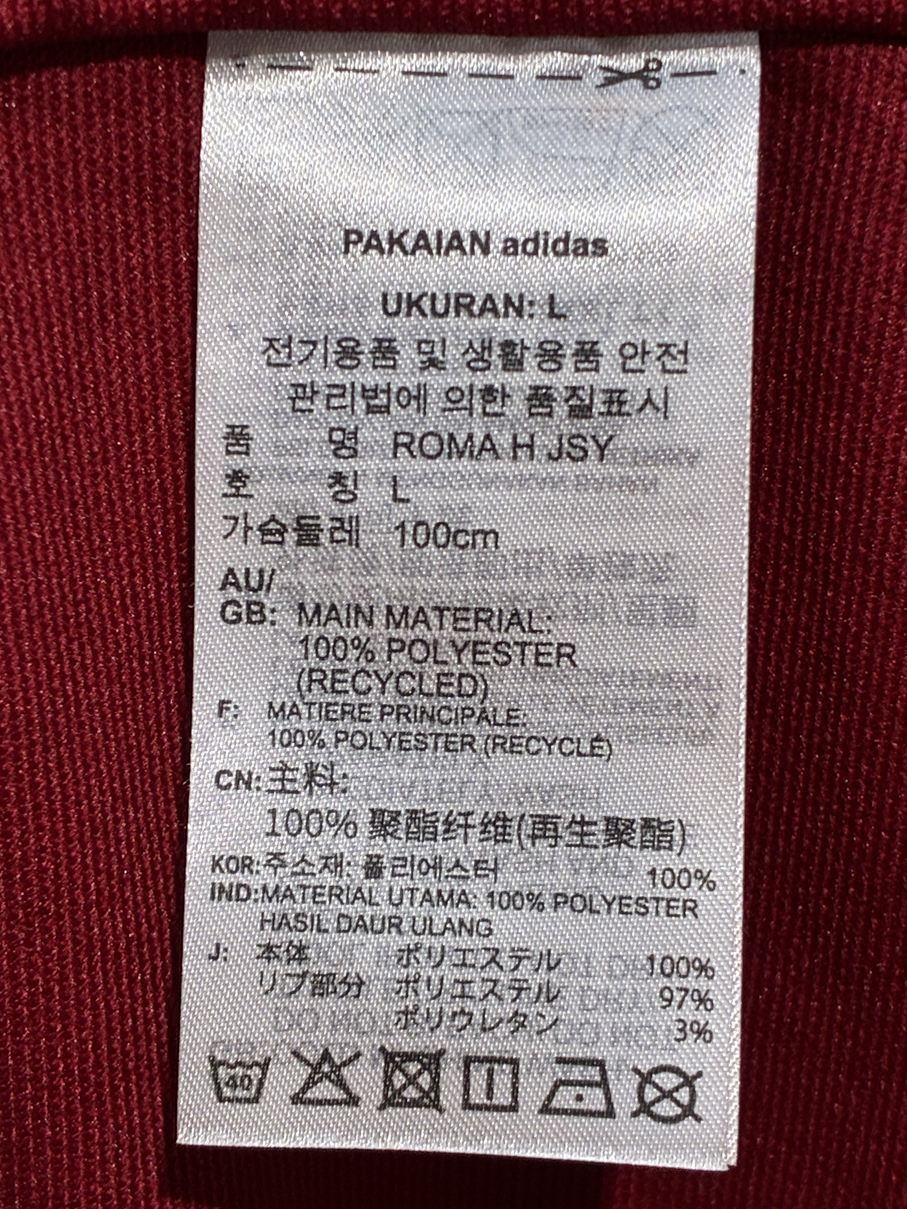 PAKAIAN adidas
UKURAN: L
전기용품 및 생활용품 안전
관리법에 의한 품질표시
품 명 ROMA H JSY
호 칭 L
가슴둘레 100cm
AU/
GB: MAIN MATERIAL:
100% POLYESTER
(RECYCLED)
F: MATIERE PRINCIPALE:
100% POLYESTER (RECYCLÉ)
CN: 主料:
100% 聚酯纤维(再生聚酯)
KOR: 주소재: 폴리에스터 100%
IND: MATERIAL UTAMA: 100% POLYESTER
HASIL DAUR ULANG
J: 本体 ポリエステル 100%
リブ部分 ポリエステル 97%
ポリウレタン 3%
40